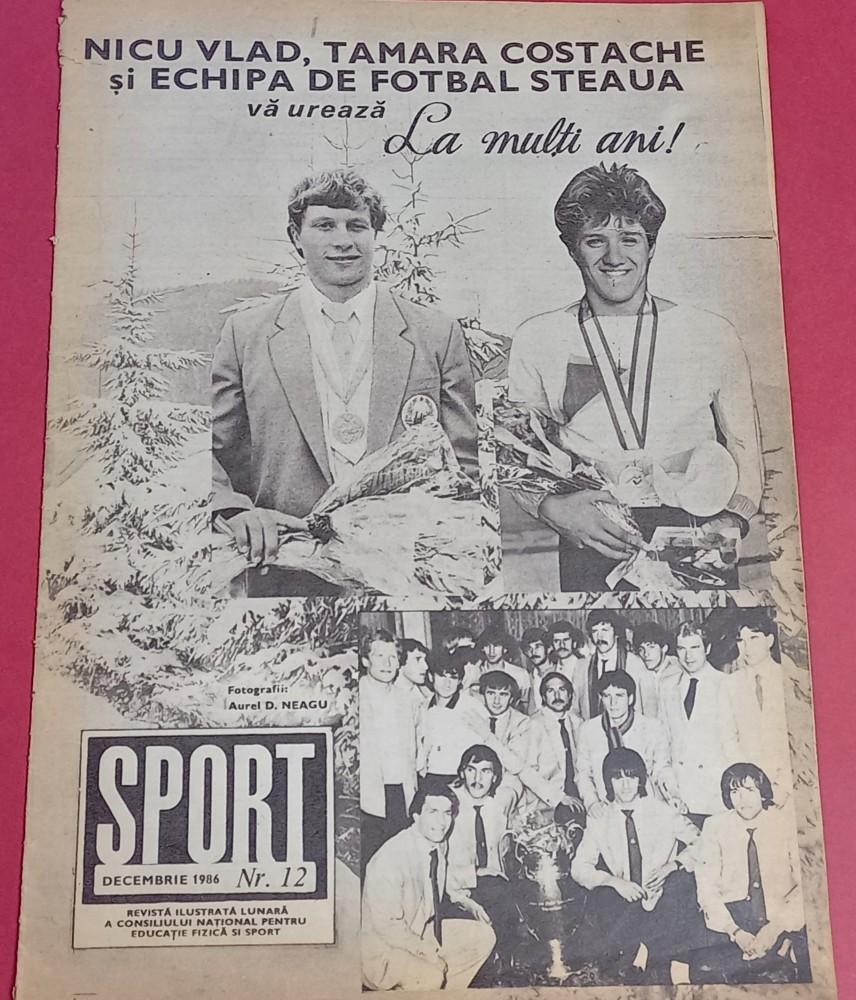 NICU VLAD, TAMARA COSTACHE
și ECHIPA DE FOTBAL STEAUA
vă urează
La mulți ani!
Fotografii:
Aurel D. NEAGU
SPORT
DECEMBRIE 1986 Nr. 12
REVISTĂ ILUSTRATĂ LUNARĂ
A CONSILIULUI NAȚIONAL PENTRU
EDUCAȚIE FIZICĂ SI SPORT